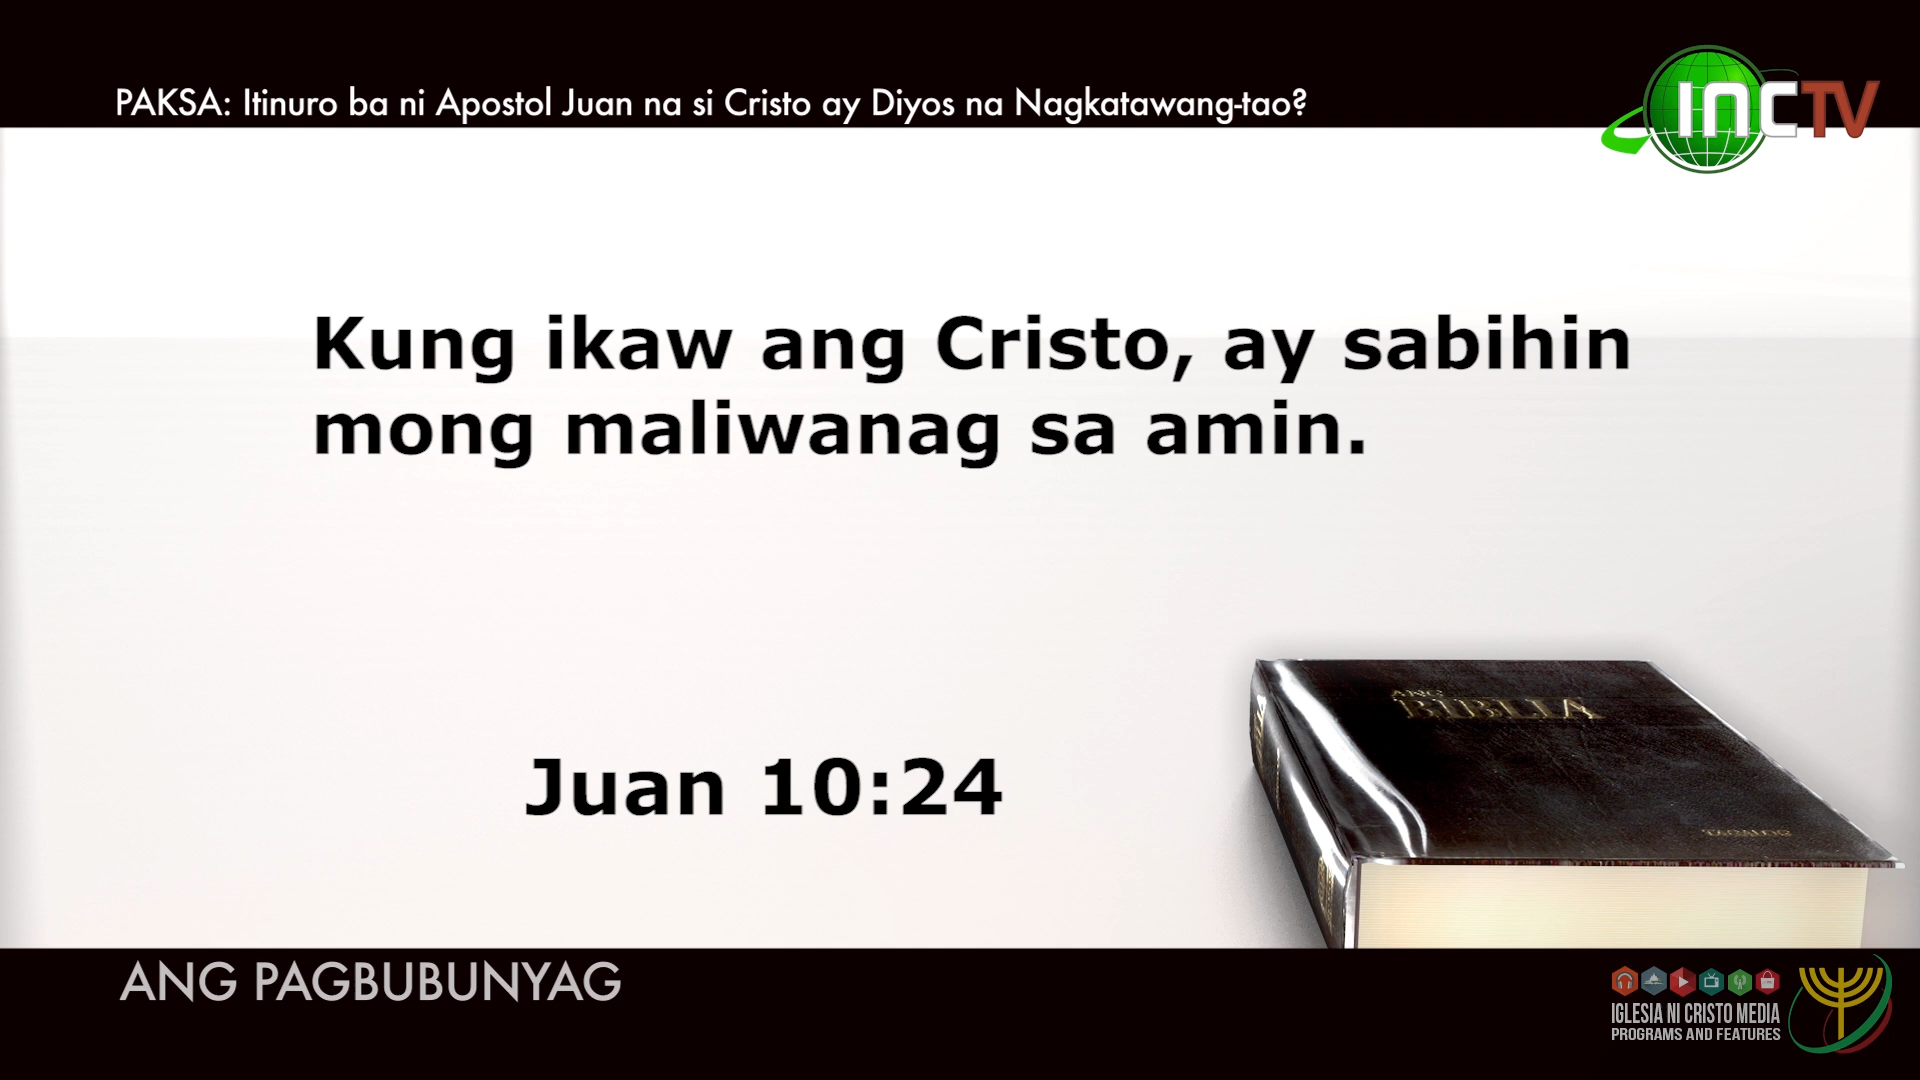 PAKSA: Itinuro ba ni Apostol Juan na si Cristo ay Diyos na Nagkatawang-tao?
INCTV
Kung ikaw ang Cristo, ay sabihin
mong maliwanag sa amin.
Juan 10:24
ANG
BIBLIA
TAGALOG
ANG PAGBUBUNYAG
IGLESIA NI CRISTO MEDIA
PROGRAMS AND FEATURES